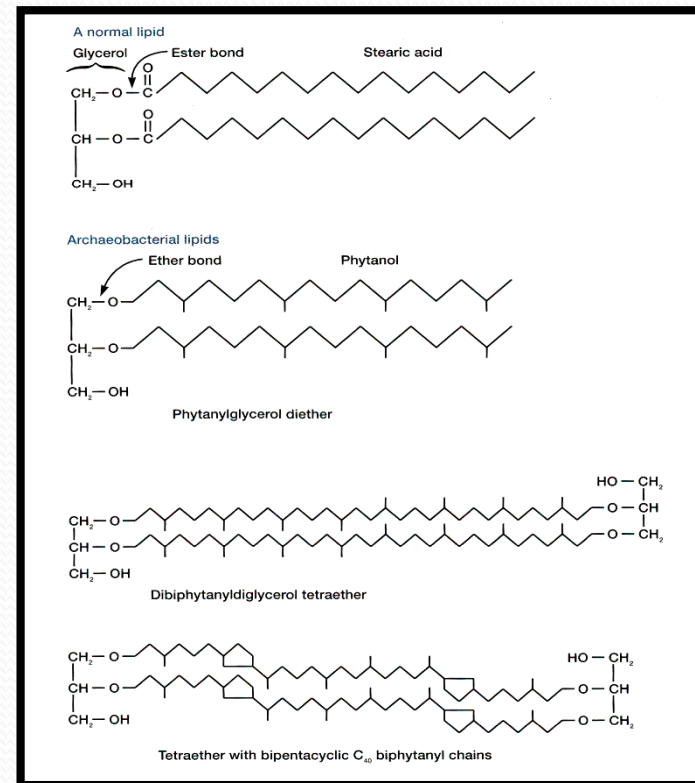 A normal lipid
Glycerol Ester bond Stearic acid
O
CH₂—O—C
O
CH—O—C
CH₂—OH
Archaeobacterial lipids
Ether bond Phytanol
CH₂—O
CH₂—O
CH₂—OH
Phytanylglycerol diether
HO—CH₂
CH₂—O O—CH
CH—O O—CH₂
CH₂—OH
Dibiphytanyldiglycerol tetraether
CH₂—O HO—CH₂
CH—O O—CH
CH₂—OH O—CH₂
Tetraether with bipentacyclic C₄₀ biphytanyl chains